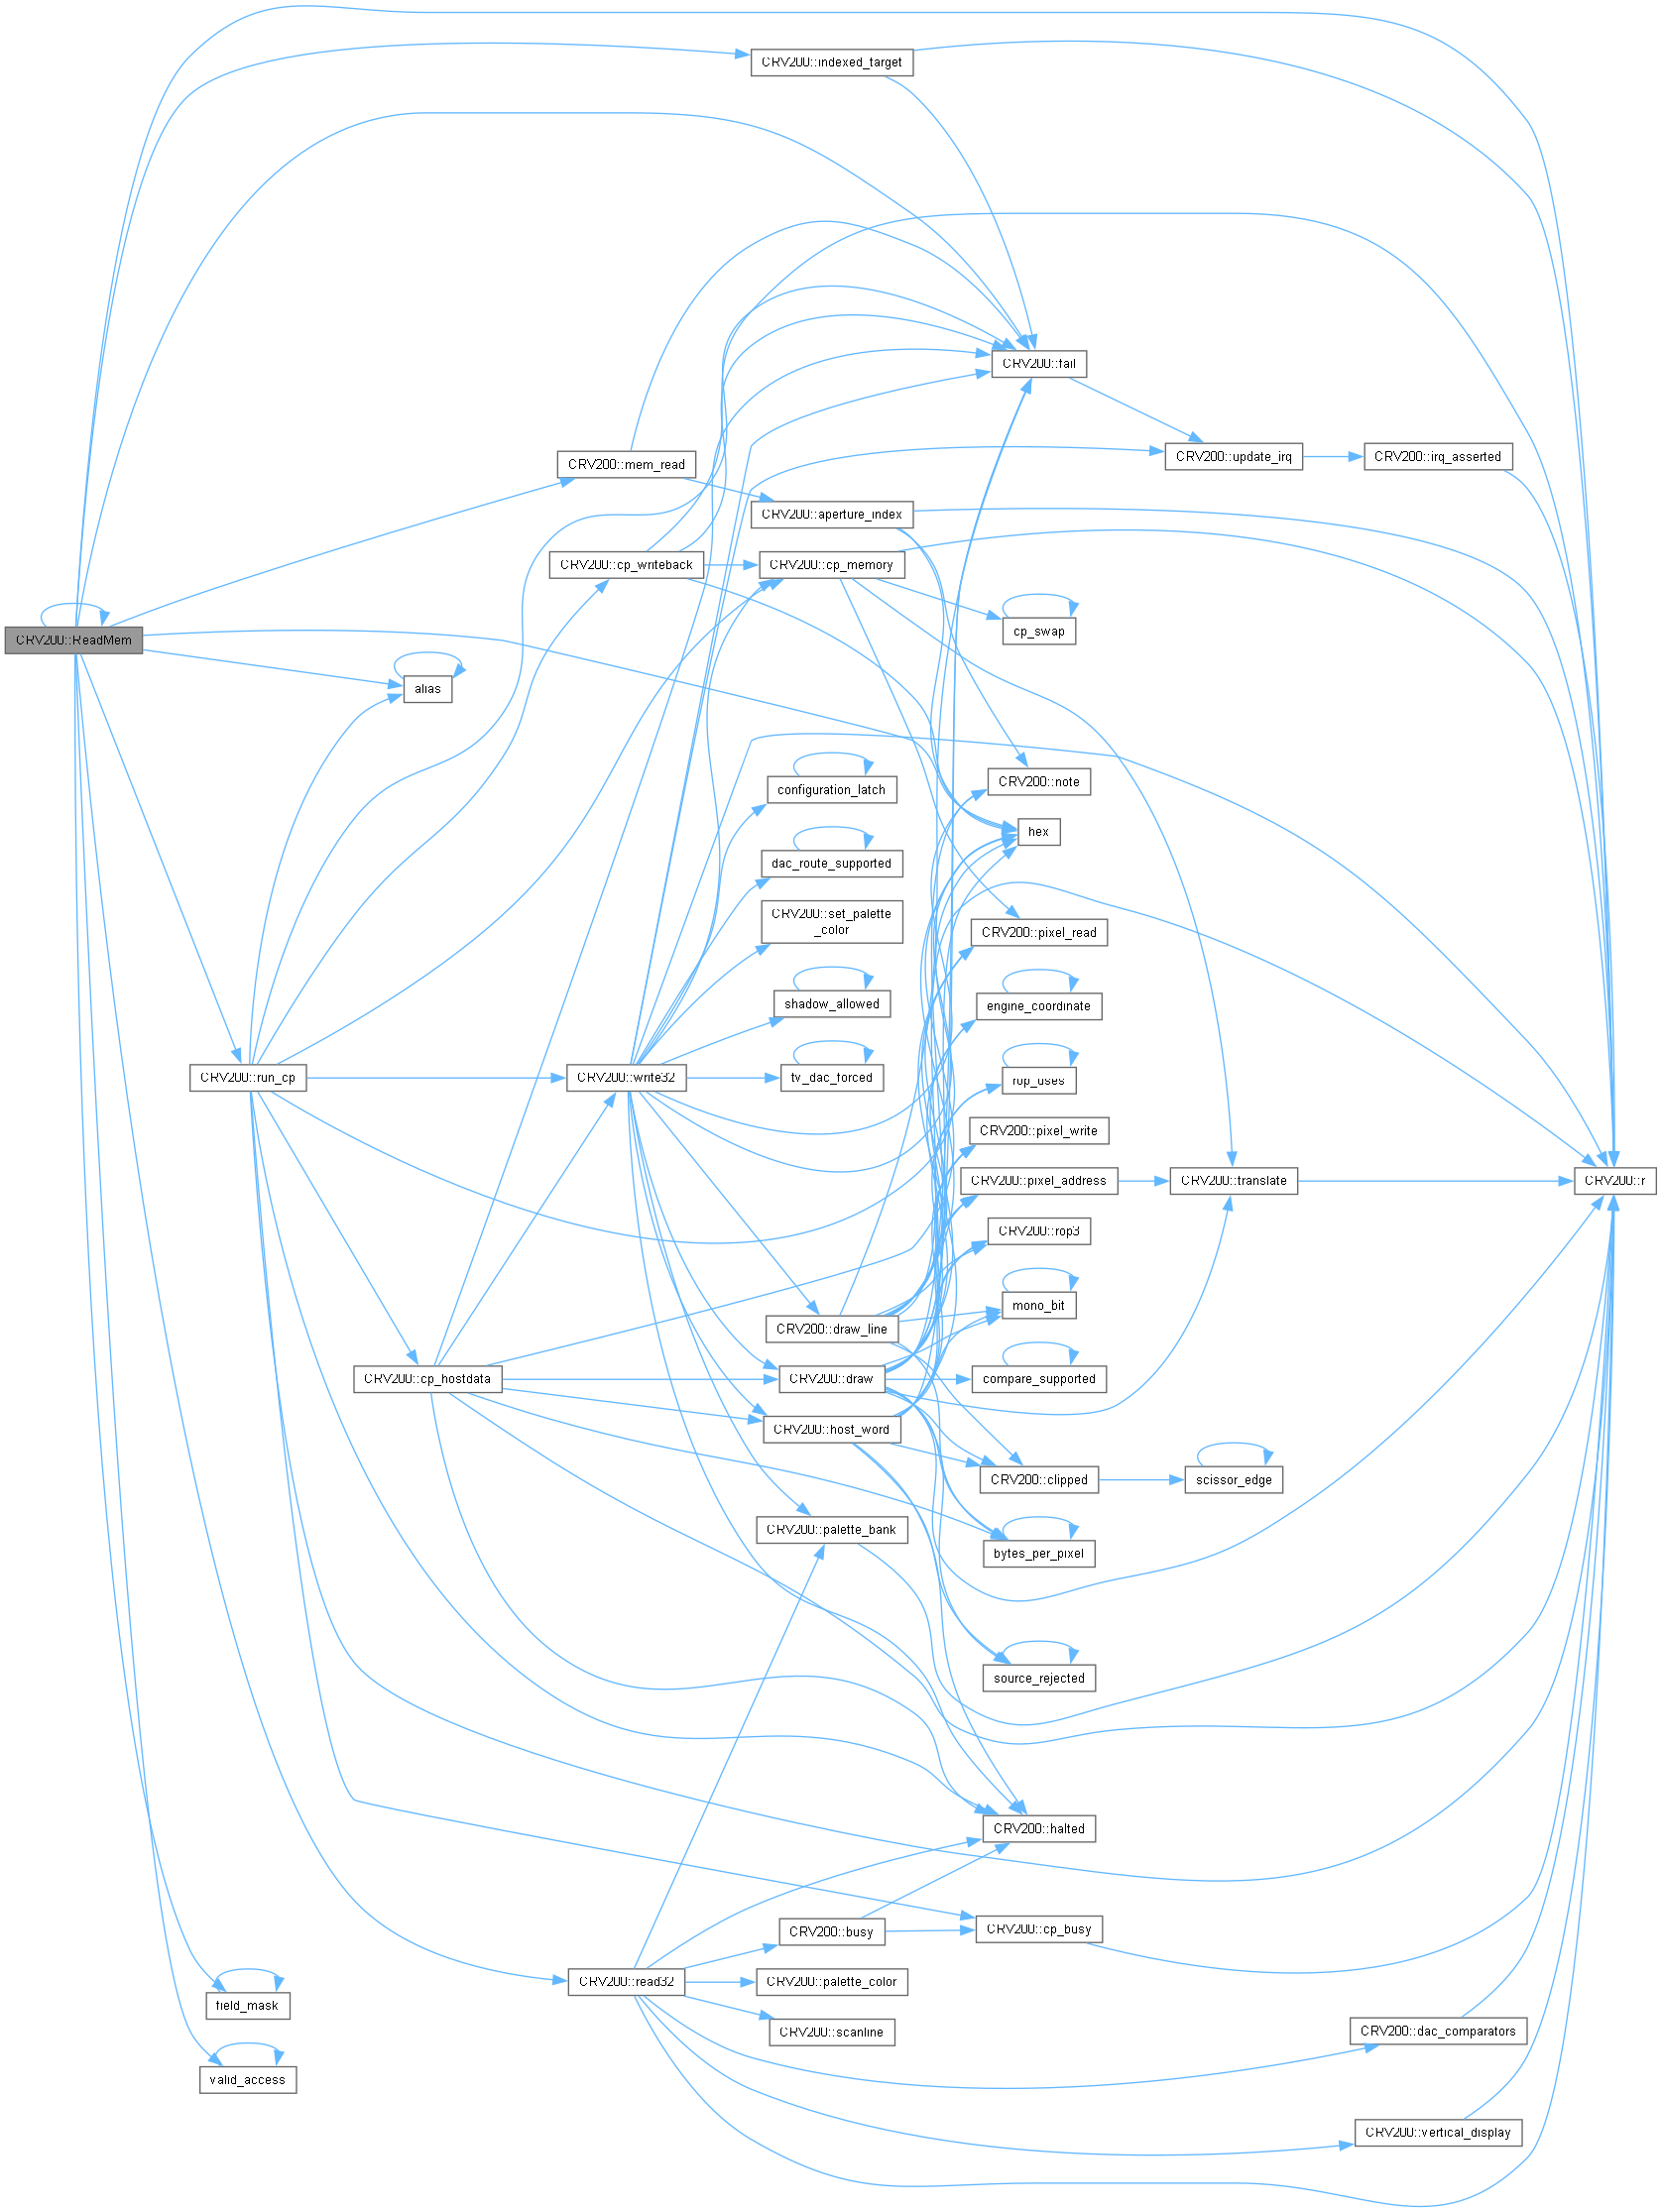 CRV200::indexed_target
CRV200::fail
CRV200::mem_read
CRV200::update_irq
CRV200::irq_asserted
CRV200::aperture_index
CRV200::cp_writeback
CRV200::cp_memory
CRV200::ReadMem
cp_swap
alias
CRV200::note
configuration_latch
hex
dac_route_supported
CRV200::set_palette
_color
CRV200::pixel_read
shadow_allowed
engine_coordinate
CRV200::run_cp
CRV200::write32
tv_dac_forced
rop_uses
CRV200::pixel_write
CRV200::pixel_address
CRV200::translate
CRV200::r
CRV200::rop3
mono_bit
CRV200::draw_line
CRV200::cp_hostdata
CRV200::draw
compare_supported
CRV200::host_word
CRV200::clipped
scissor_edge
CRV200::palette_bank
bytes_per_pixel
source_rejected
CRV200::halted
CRV200::busy
CRV200::cp_busy
CRV200::read32
CRV200::palette_color
field_mask
CRV200::scanline
CRV200::dac_comparators
valid_access
CRV200::vertical_display